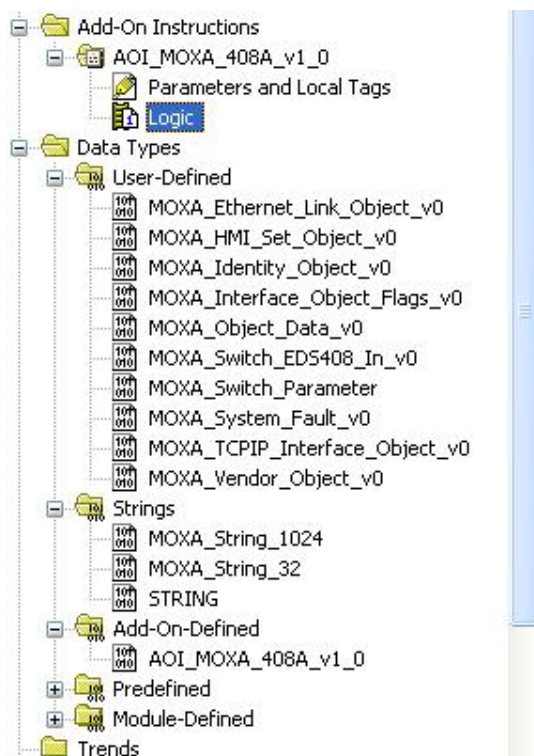 Add-On Instructions
AOI_MOXA_408A_v1_0
Parameters and Local Tags
Logic
Data Types
User-Defined
MOXA_Ethernet_Link_Object_v0
MOXA_HMI_Set_Object_v0
MOXA_Identity_Object_v0
MOXA_Interface_Object_Flags_v0
MOXA_Object_Data_v0
MOXA_Switch_EDS408_In_v0
MOXA_Switch_Parameter
MOXA_System_Fault_v0
MOXA_TCPIP_Interface_Object_v0
MOXA_Vendor_Object_v0
Strings
MOXA_String_1024
MOXA_String_32
STRING
Add-On-Defined
AOI_MOXA_408A_v1_0
Predefined
Module-Defined
Trends